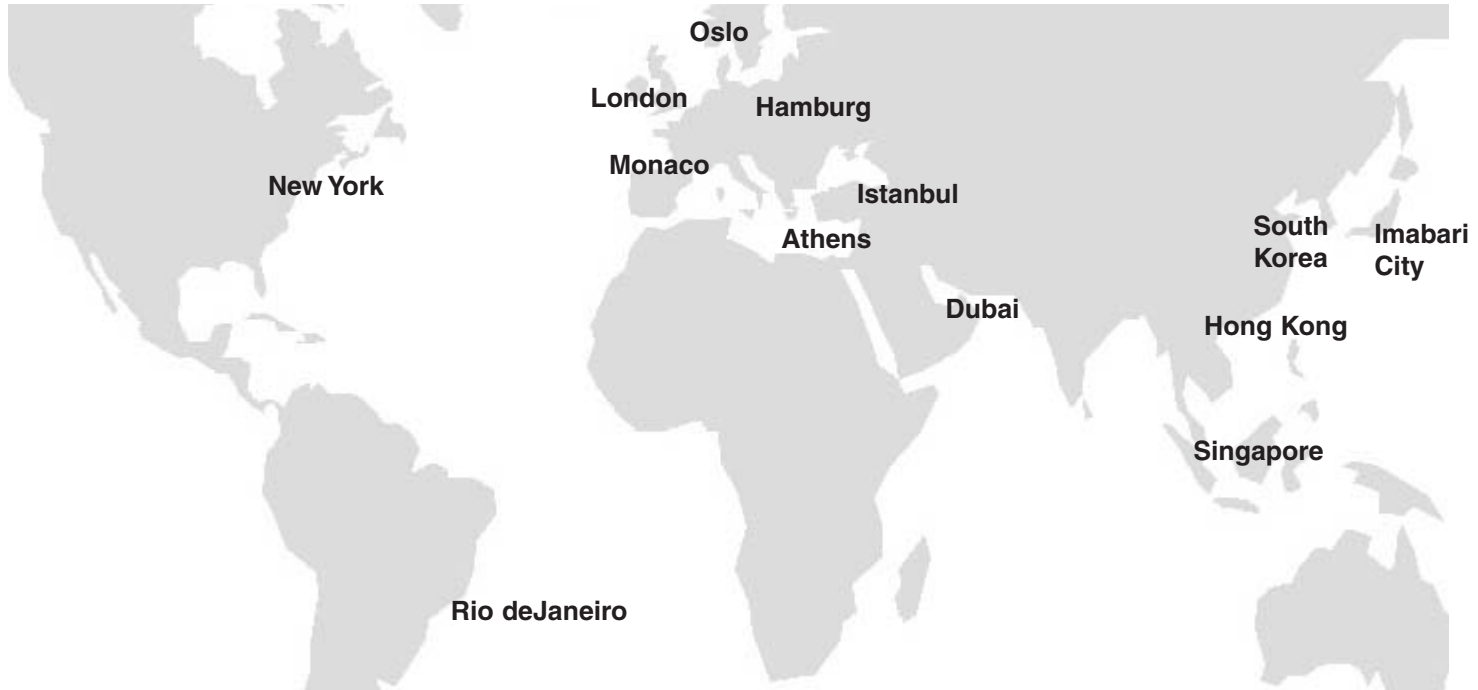 Oslo
London
Hamburg
Monaco
New York
Istanbul
South
Korea
Imabari
City
Athens
Dubai
Hong Kong
Singapore
Rio deJaneiro